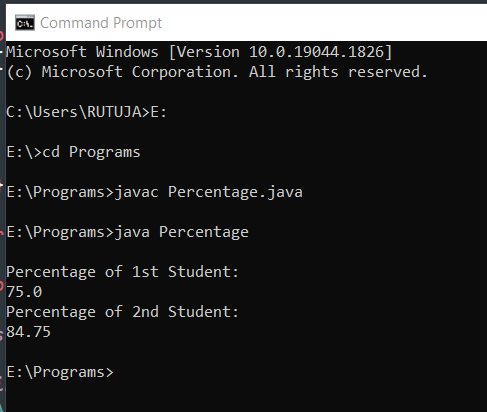 Command Prompt
Microsoft Windows [Version 10.0.19044.1826]
(c) Microsoft Corporation. All rights reserved.
C:\Users\RUTUJA>E:
E:\>cd Programs
E:\Programs>javac Percentage.java
E:\Programs>java Percentage
Percentage of 1st Student:
75.0
Percentage of 2nd Student:
84.75
E:\Programs>